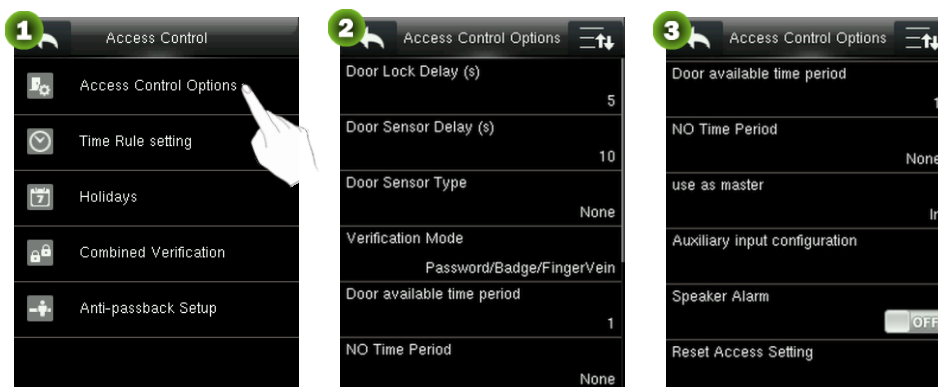 1
Access Control
Access Control Options
Time Rule setting
7
Holidays
Combined Verification
Anti-passback Setup
2
Access Control Options
Door Lock Delay (s)
5
Door Sensor Delay (s)
10
Door Sensor Type
None
Verification Mode
Password/Badge/FingerVein
Door available time period
1
NO Time Period
None
3
Access Control Options
Door available time period
1
NO Time Period
None
use as master
In
Auxiliary input configuration
Speaker Alarm
OFF
Reset Access Setting